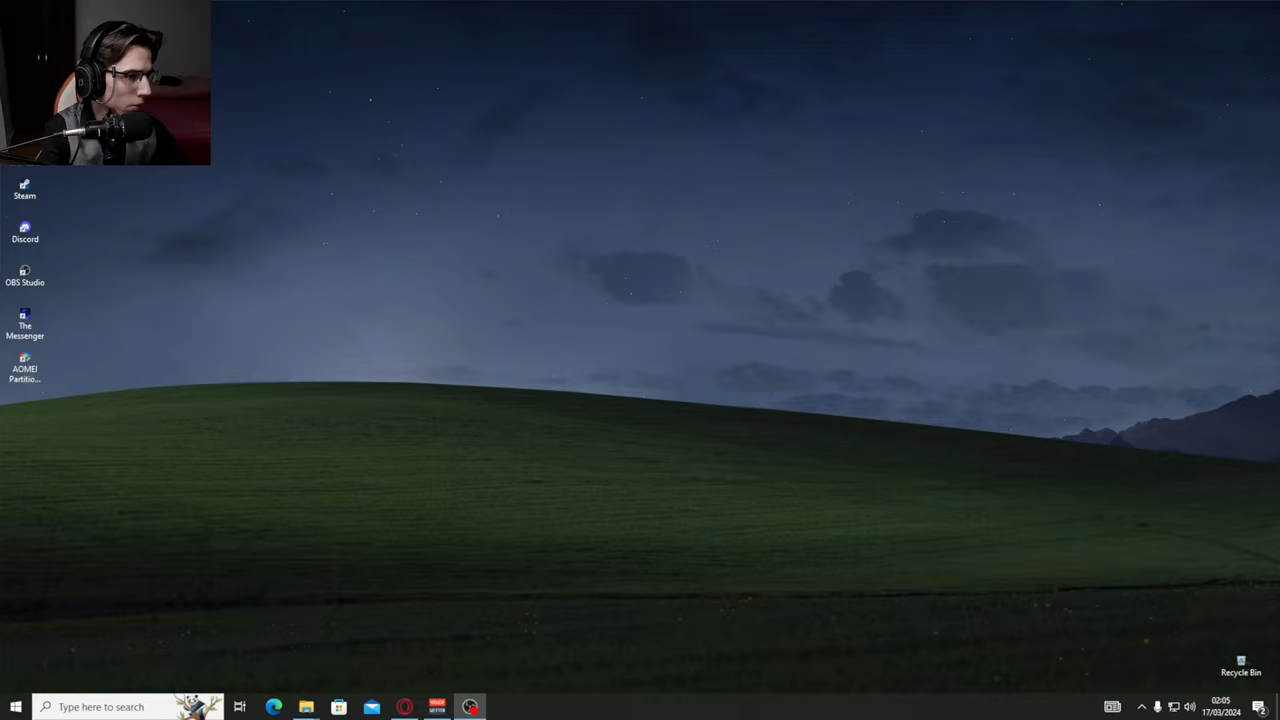 Steam
Discord
OBS Studio
The
Messenger
AOMEI
Partitio...
Recycle Bin
Type here to search
02:05
17/03/2024
2